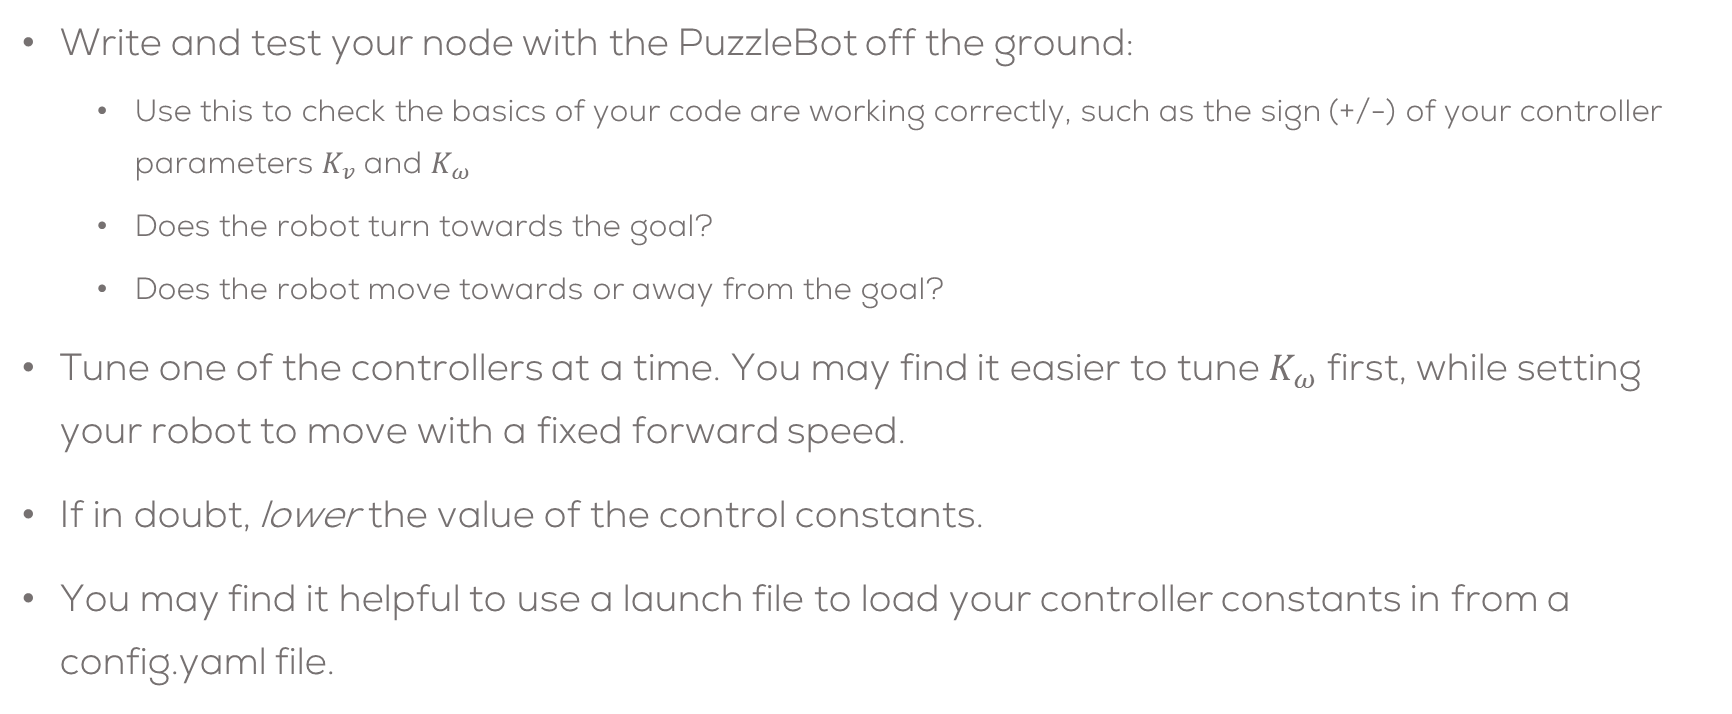 • Write and test your node with the PuzzleBot off the ground:
• Use this to check the basics of your code are working correctly, such as the sign (+/-) of your controller
parameters K_v and K_ω
• Does the robot turn towards the goal?
• Does the robot move towards or away from the goal?
• Tune one of the controllers at a time. You may find it easier to tune K_ω first, while setting
your robot to move with a fixed forward speed.
• If in doubt, lower the value of the control constants.
• You may find it helpful to use a launch file to load your controller constants in from a
config.yaml file.